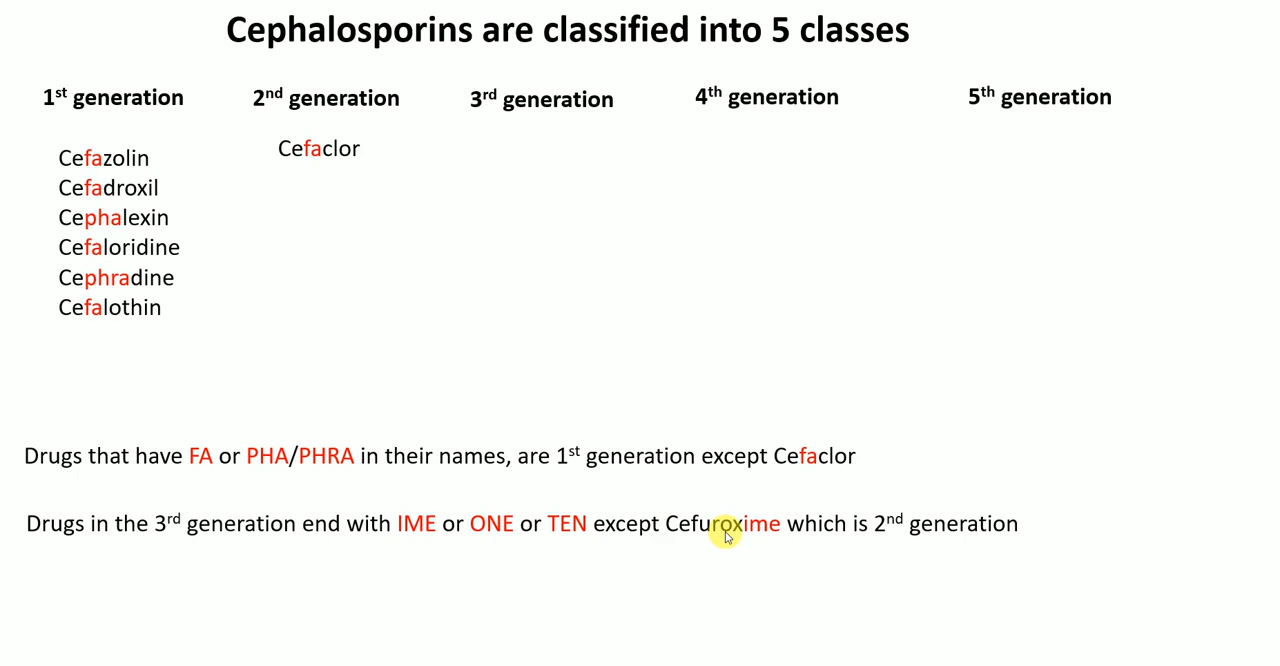 Cephalosporins are classified into 5 classes
1st generation
2nd generation
3rd generation
4th generation
5th generation
Cefazolin
Cefadroxil
Cephalexin
Cefaloridine
Cephradine
Cefalothin
Cefaclor
Drugs that have FA or PHA/PHRA in their names, are 1st generation except Cefaclor
Drugs in the 3rd generation end with IME or ONE or TEN except Cefuroxime which is 2nd generation